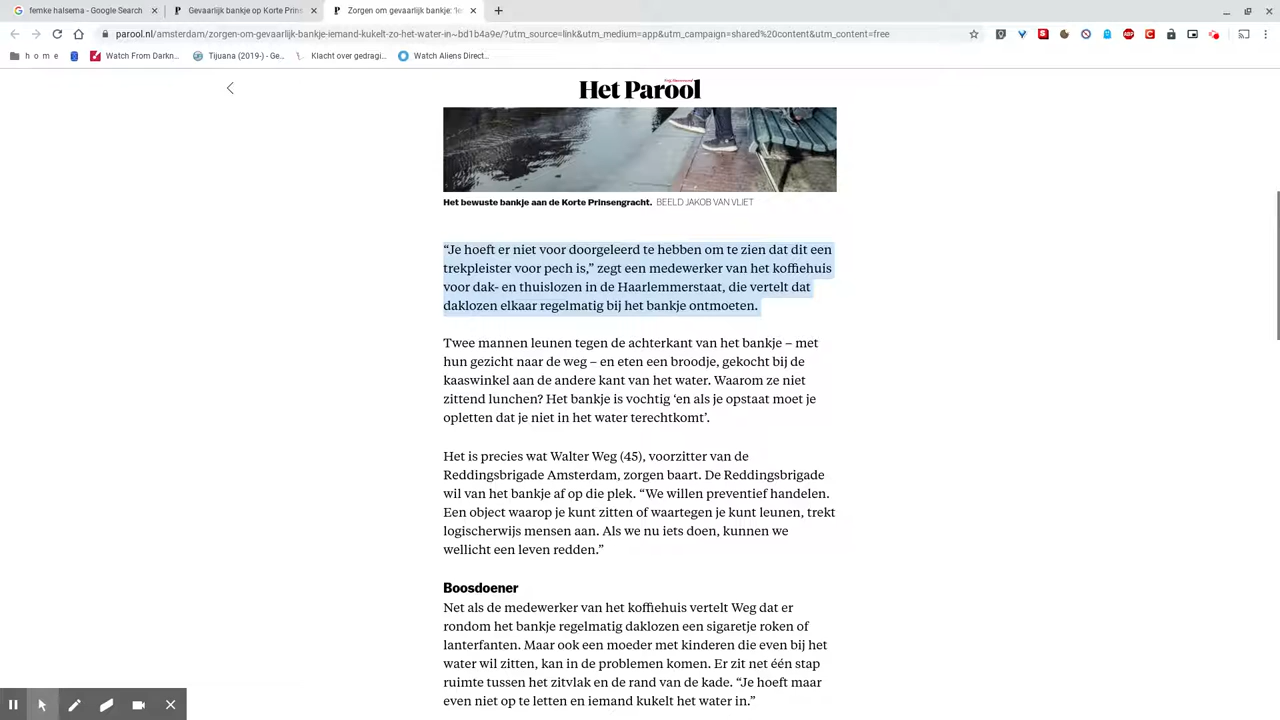 femke halsema - Google Search
Gevaarlijk bankje op Korte Prins
Zorgen om gevaarlijk bankje: 'Ie
parool.nl/amsterdam/zorgen-om-gevaarlijk-bankje-iemand-kukelt-zo-het-water-in~bd1b4a9e/?utm_source=link&utm_medium=app&utm_campaign=shared%20content&utm_content=free
h o m e
Watch From Darkn...
Tijuana (2019-) - Ge...
Klacht over gedragi...
Watch Aliens Direct...
Het Parool
Het bewuste bankje aan de Korte Prinsengracht. BEELD JAKOB VAN VLIET
“Je hoeft er niet voor doorgeleerd te hebben om te zien dat dit een
trekpleister voor pech is,” zegt een medewerker van het koffiehuis
voor dak- en thuislozen in de Haarlemmerstaat, die vertelt dat
daklozen elkaar regelmatig bij het bankje ontmoeten.
Twee mannen leunen tegen de achterkant van het bankje – met
hun gezicht naar de weg – en eten een broodje, gekocht bij de
kaaswinkel aan de andere kant van het water. Waarom ze niet
zittend lunchen? Het bankje is vochtig ‘en als je opstaat moet je
opletten dat je niet in het water terechtkomt’.
Het is precies wat Walter Weg (45), voorzitter van de
Reddingsbrigade Amsterdam, zorgen baart. De Reddingsbrigade
wil van het bankje af op die plek. “We willen preventief handelen.
Een object waarop je kunt zitten of waartegen je kunt leunen, trekt
logischerwijs mensen aan. Als we nu iets doen, kunnen we
wellicht een leven redden.”
Boosdoener
Net als de medewerker van het koffiehuis vertelt Weg dat er
rondom het bankje regelmatig daklozen een sigaretje roken of
lanterfanten. Maar ook een moeder met kinderen die even bij het
water wil zitten, kan in de problemen komen. Er zit net één stap
ruimte tussen het zitvlak en de rand van de kade. “Je hoeft maar
even niet op te letten en iemand kukelt het water in.”